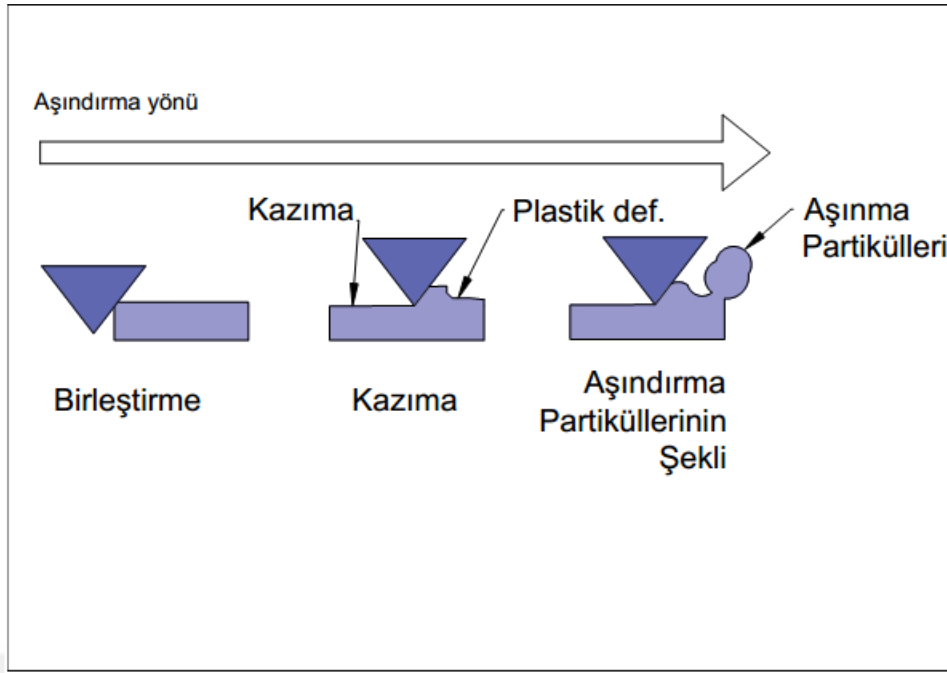 Aşındırma yönü
Kazıma
Plastik def.
Aşınma
Partikülleri
Birleştirme
Kazıma
Aşındırma
Partiküllerinin
Şekli